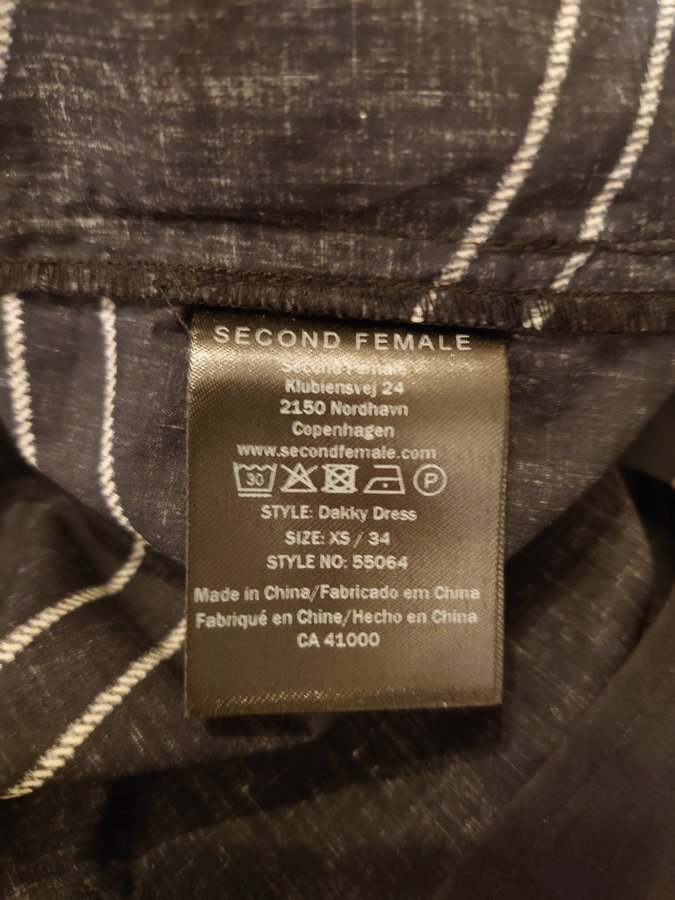 SECOND FEMALE
Second Female
Klubiensvej 24
2150 Nordhavn
Copenhagen
www.secondfemale.com
30 P
STYLE: Dakky Dress
SIZE: XS / 34
STYLE NO: 55064
Made in China/Fabricado em China
Fabriqué en Chine/Hecho en China
CA 41000